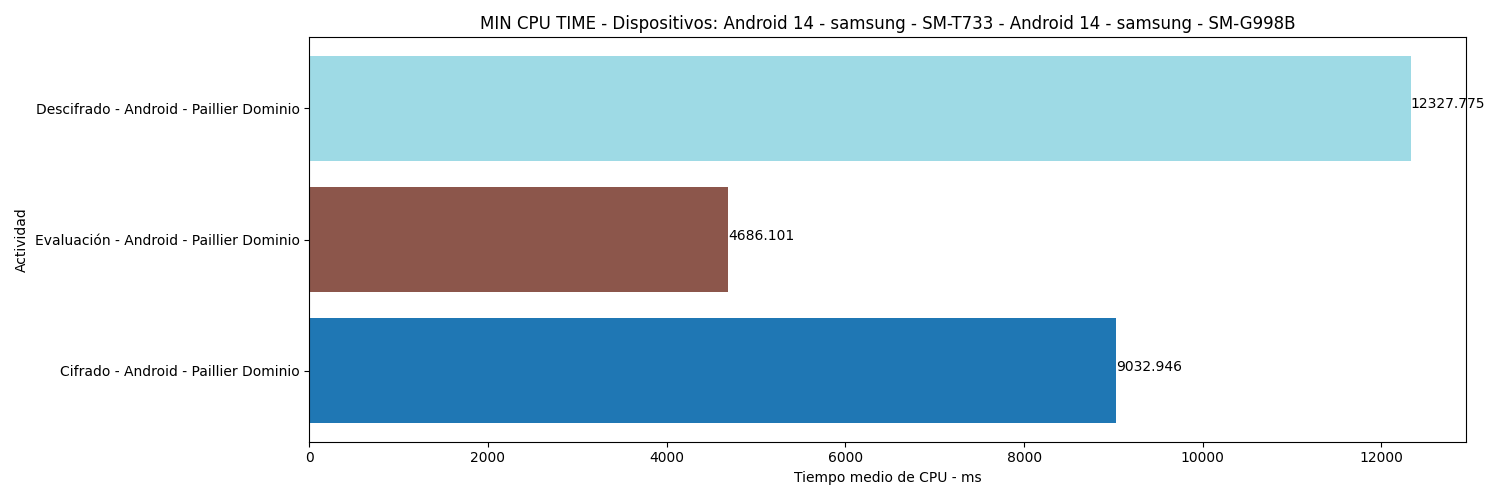 MIN CPU TIME - Dispositivos: Android 14 - samsung - SM-T733 - Android 14 - samsung - SM-G998B
Actividad
Descifrado - Android - Paillier Dominio
12327.775
Evaluación - Android - Paillier Dominio
4686.101
Cifrado - Android - Paillier Dominio
9032.946
0 2000 4000 6000 8000 10000 12000
Tiempo medio de CPU - ms